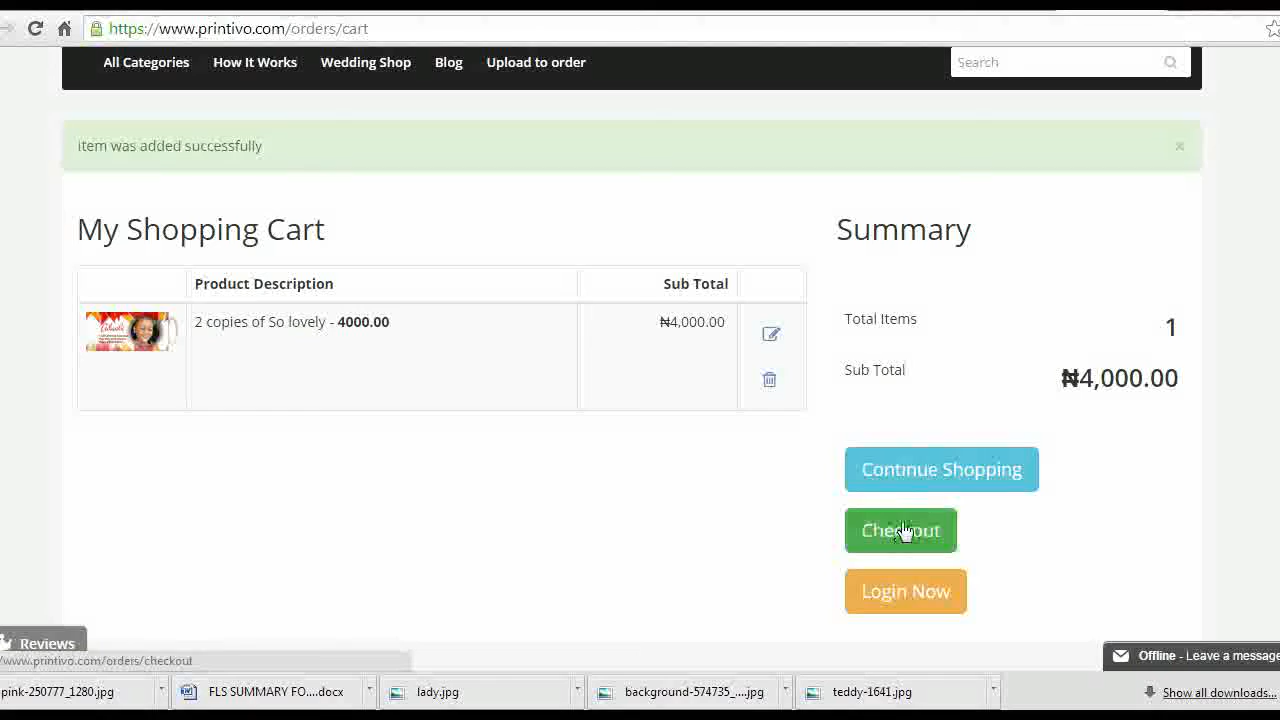 https://www.printivo.com/orders/cart
All Categories How It Works Wedding Shop Blog Upload to order Search
item was added successfully ×
My Shopping Cart
Product Description Sub Total
2 copies of So lovely - 4000.00 ₦4,000.00
Summary
Total Items 1
Sub Total ₦4,000.00
Continue Shopping
Checkout
Login Now
Reviews
/www.printivo.com/orders/checkout
Offline - Leave a message
pink-250777_1280.jpg FLS SUMMARY FO....docx lady.jpg background-574735_....jpg teddy-1641.jpg Show all downloads...